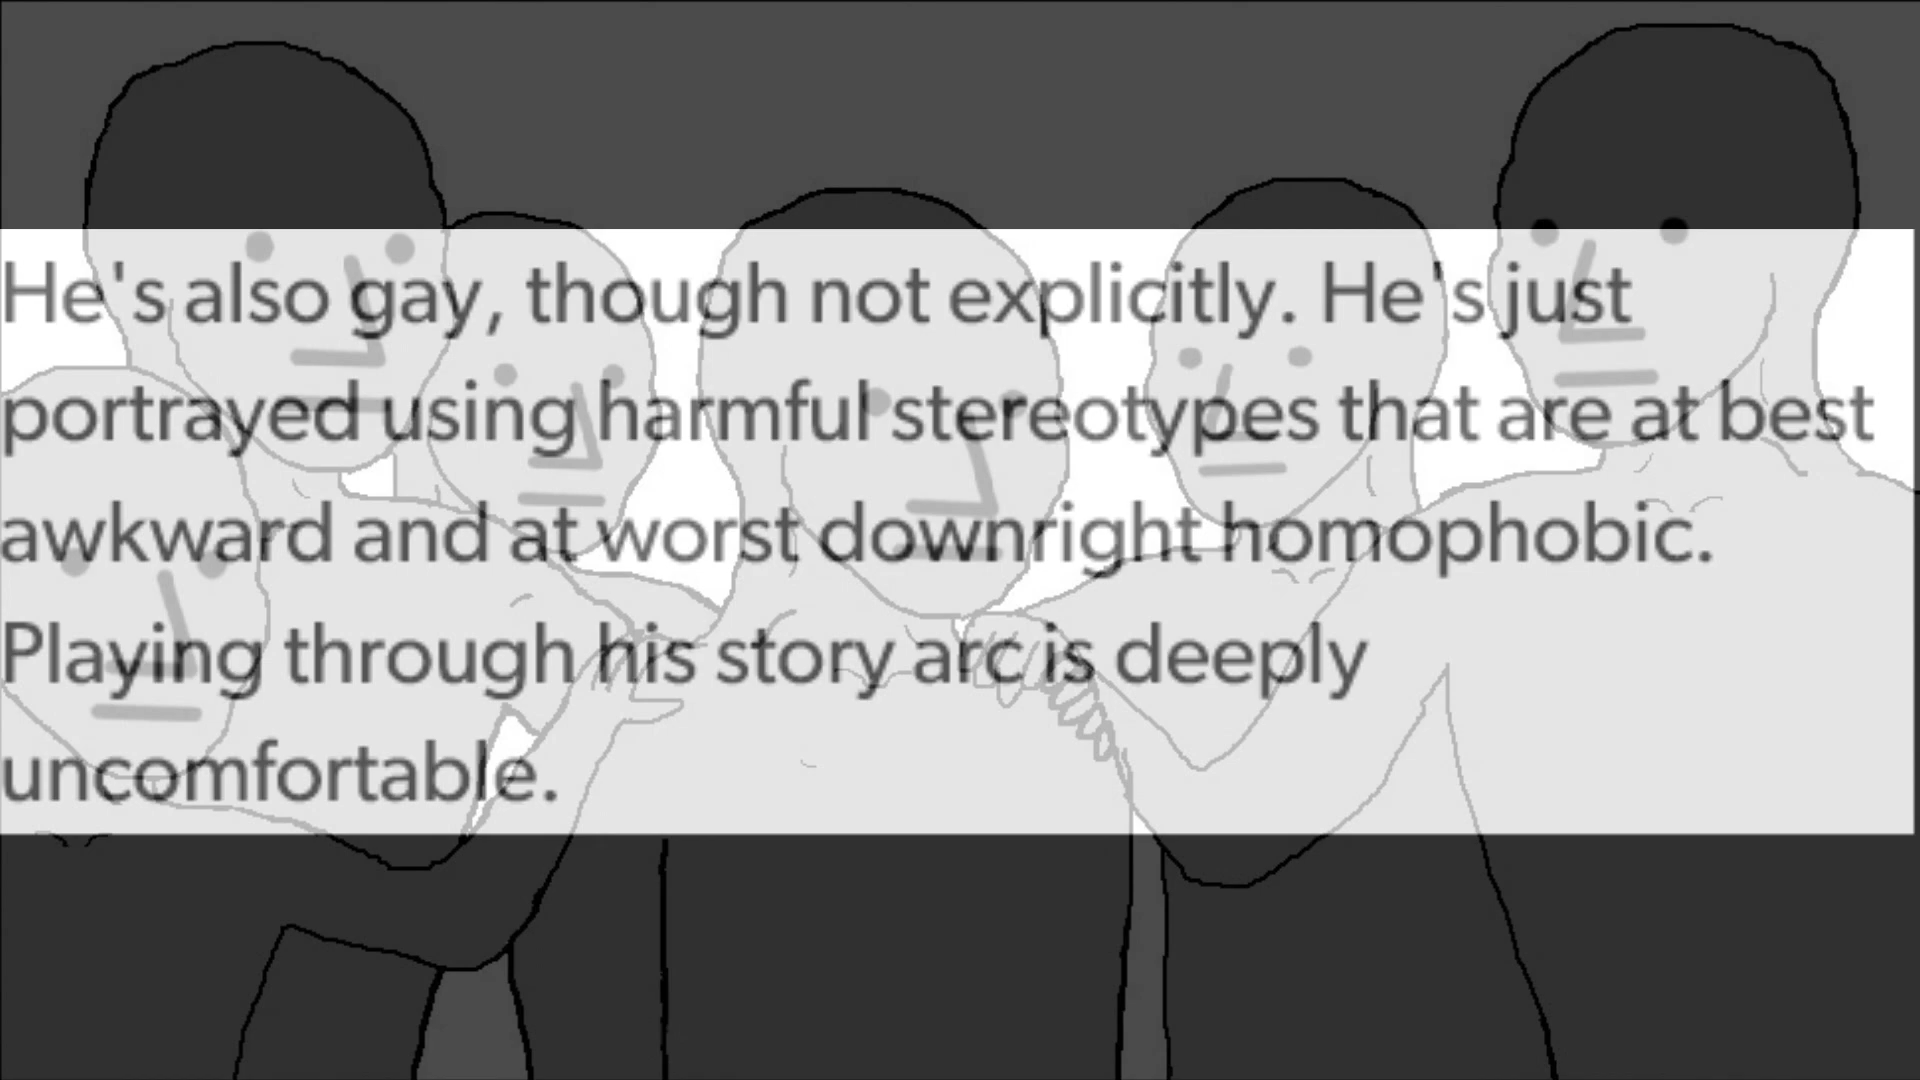 He's also gay, though not explicitly. He's just
portrayed using harmful stereotypes that are at best
awkward and at worst downright homophobic.
Playing through his story arc is deeply
uncomfortable.